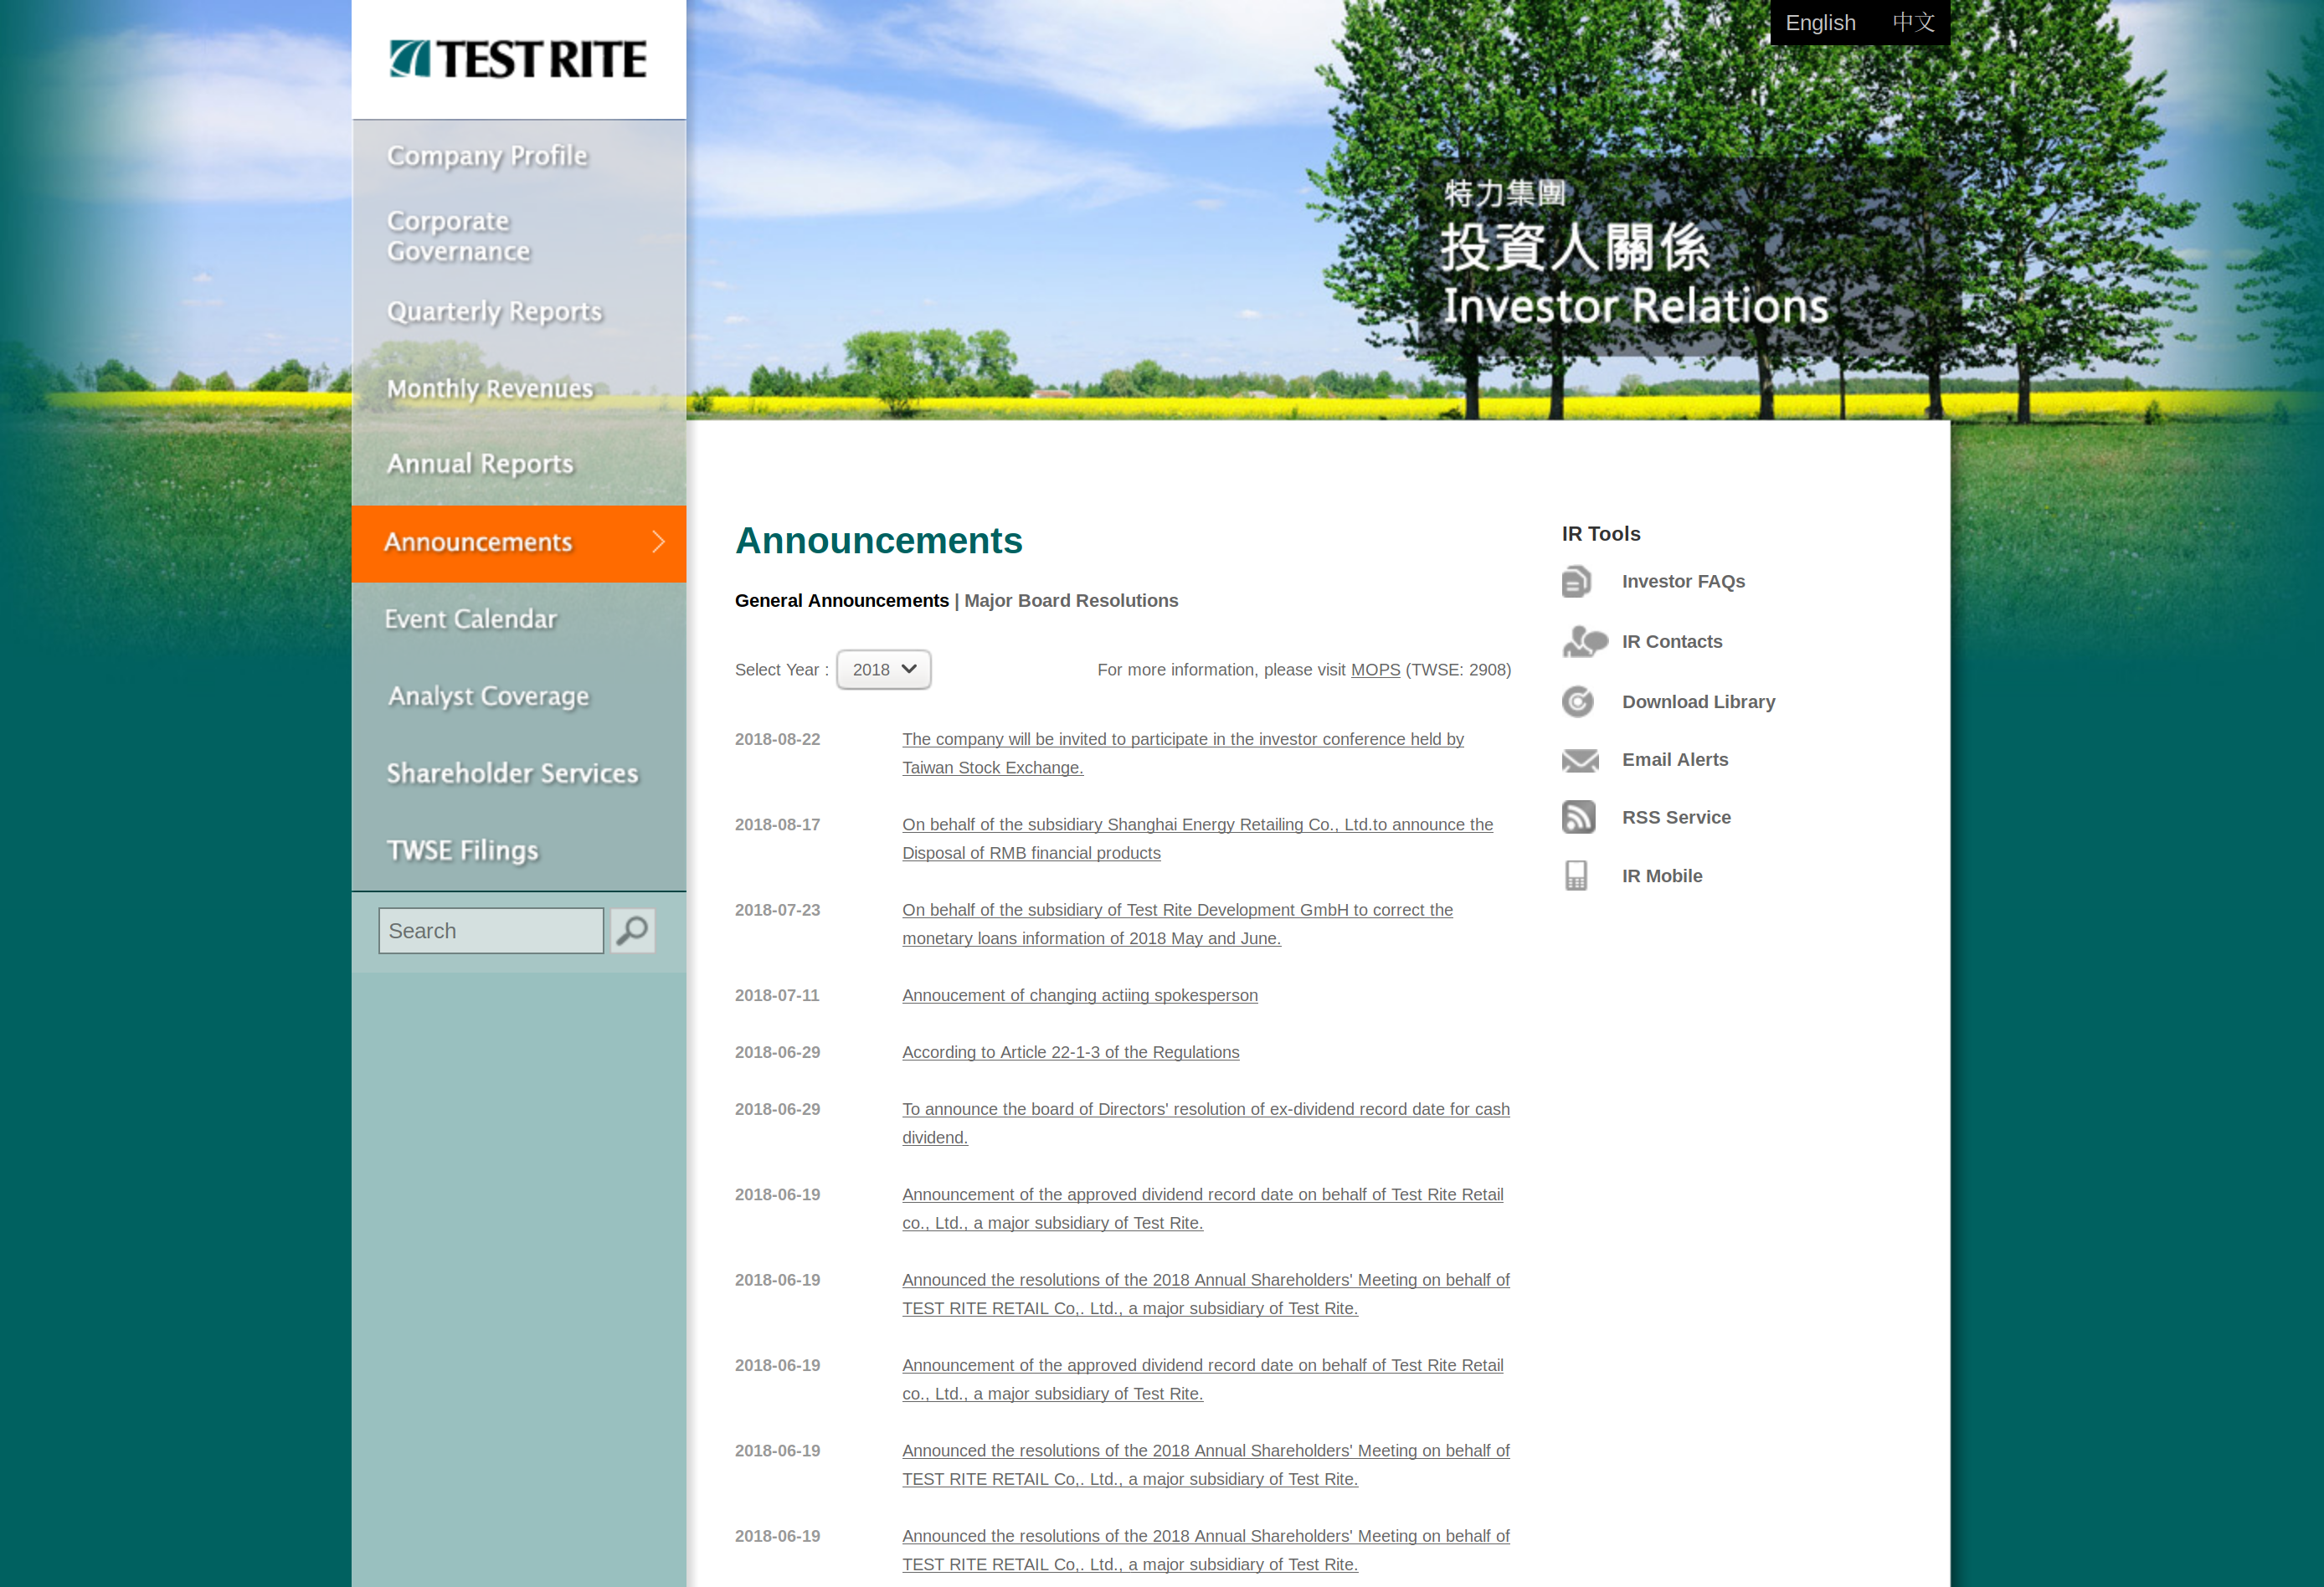 TEST RITE
English 中文
Company Profile
Corporate
Governance
Quarterly Reports
Monthly Revenues
Annual Reports
Announcements
Event Calendar
Analyst Coverage
Shareholder Services
TWSE Filings
Search
特力集團
投資人關係
Investor Relations
Announcements
General Announcements | Major Board Resolutions
Select Year : 2018 For more information, please visit MOPS (TWSE: 2908)
2018-08-22 The company will be invited to participate in the investor conference held by
Taiwan Stock Exchange.
2018-08-17 On behalf of the subsidiary Shanghai Energy Retailing Co., Ltd.to announce the
Disposal of RMB financial products
2018-07-23 On behalf of the subsidiary of Test Rite Development GmbH to correct the
monetary loans information of 2018 May and June.
2018-07-11 Annoucement of changing actiing spokesperson
2018-06-29 According to Article 22-1-3 of the Regulations
2018-06-29 To announce the board of Directors' resolution of ex-dividend record date for cash
dividend.
2018-06-19 Announcement of the approved dividend record date on behalf of Test Rite Retail
co., Ltd., a major subsidiary of Test Rite.
2018-06-19 Announced the resolutions of the 2018 Annual Shareholders' Meeting on behalf of
TEST RITE RETAIL Co,. Ltd., a major subsidiary of Test Rite.
2018-06-19 Announcement of the approved dividend record date on behalf of Test Rite Retail
co., Ltd., a major subsidiary of Test Rite.
2018-06-19 Announced the resolutions of the 2018 Annual Shareholders' Meeting on behalf of
TEST RITE RETAIL Co,. Ltd., a major subsidiary of Test Rite.
2018-06-19 Announced the resolutions of the 2018 Annual Shareholders' Meeting on behalf of
TEST RITE RETAIL Co,. Ltd., a major subsidiary of Test Rite.
IR Tools
Investor FAQs
IR Contacts
Download Library
Email Alerts
RSS Service
IR Mobile